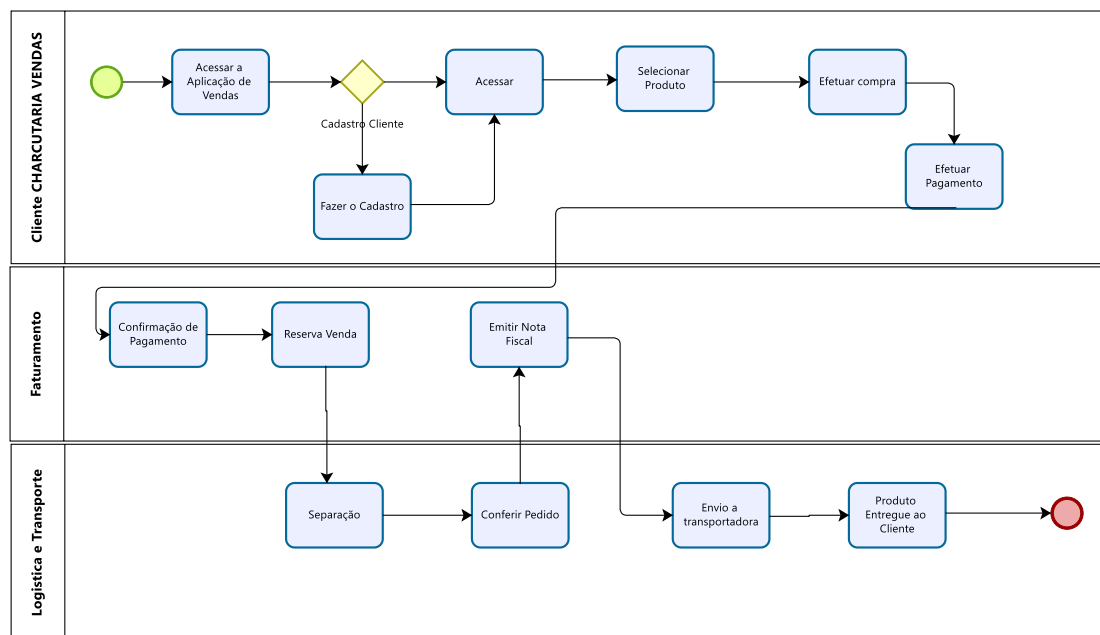 Cliente CHARCUTARIA VENDAS
Acessar a
Aplicação de
Vendas
Cadastro Cliente
Acessar
Selecionar
Produto
Efetuar compra
Fazer o Cadastro
Efetuar
Pagamento
Faturamento
Confirmação de
Pagamento
Reserva Venda
Emitir Nota
Fiscal
Logistica e Transporte
Separação
Conferir Pedido
Envio a
transportadora
Produto
Entregue ao
Cliente